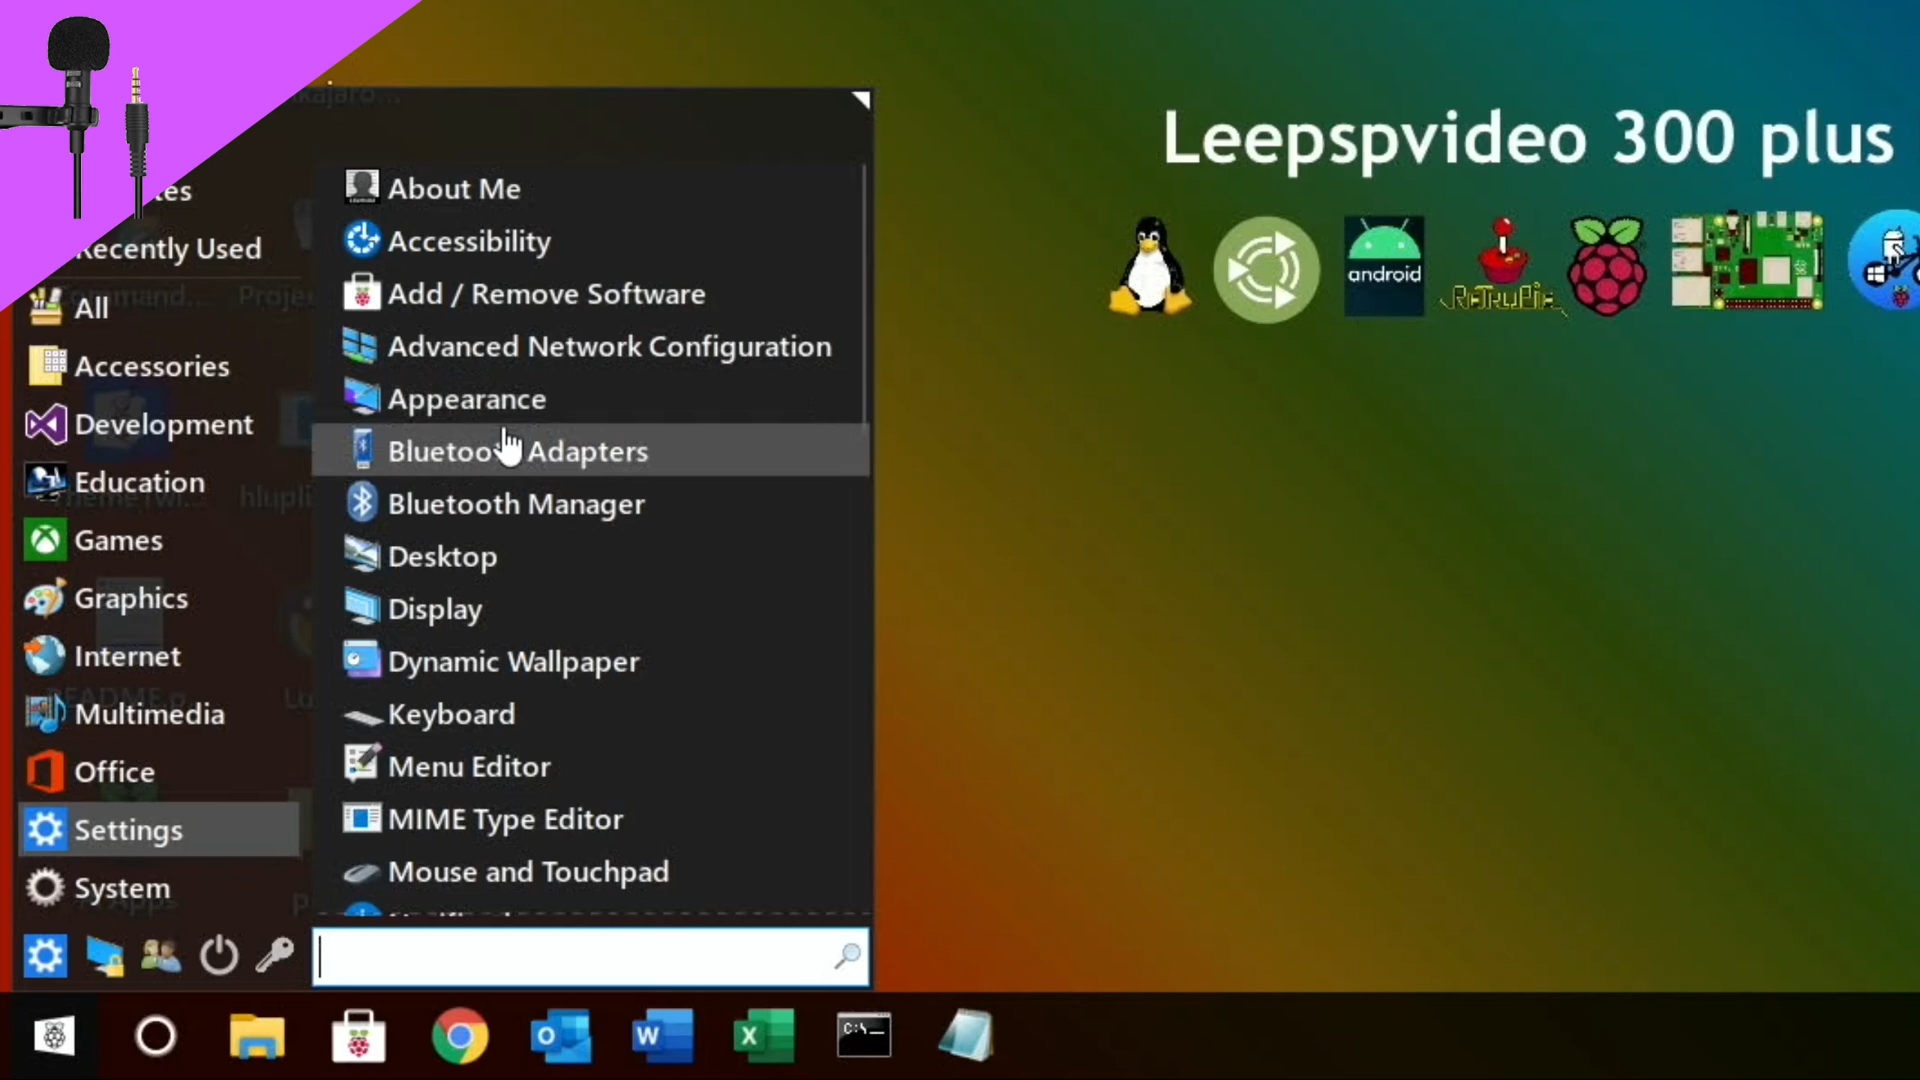 Leepspvideo 300 plus
android
RetroPie
Recently Used
All
Accessories
Development
Education
Games
Graphics
Internet
Multimedia
Office
Settings
System
About Me
Accessibility
Add / Remove Software
Advanced Network Configuration
Appearance
Adapters
Bluetooth Manager
Desktop
Display
Dynamic Wallpaper
Keyboard
Menu Editor
MIME Type Editor
Mouse and Touchpad
O
W
X
C:\